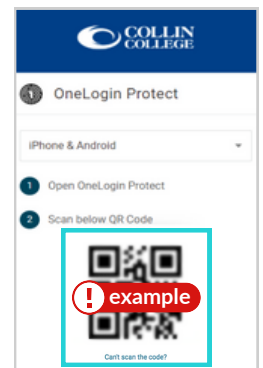 COLLIN
COLLEGE
OneLogin Protect
iPhone & Android
1 Open OneLogin Protect
2 Scan below QR Code
! example
Can't scan the code?